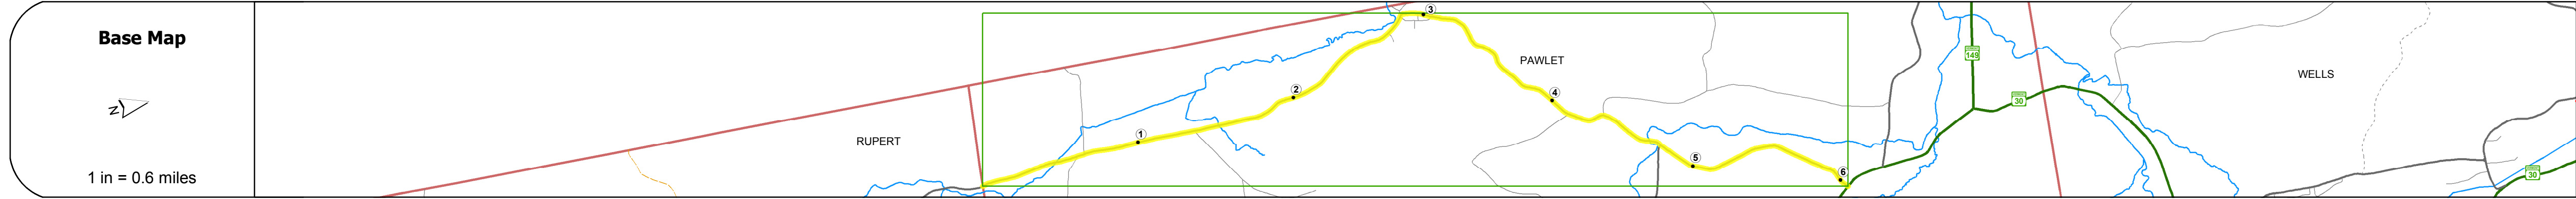 Base Map
N
1 in = 0.6 miles
RUPERT
1
2
3
PAWLET
4
5
6
149
30
WELLS
30